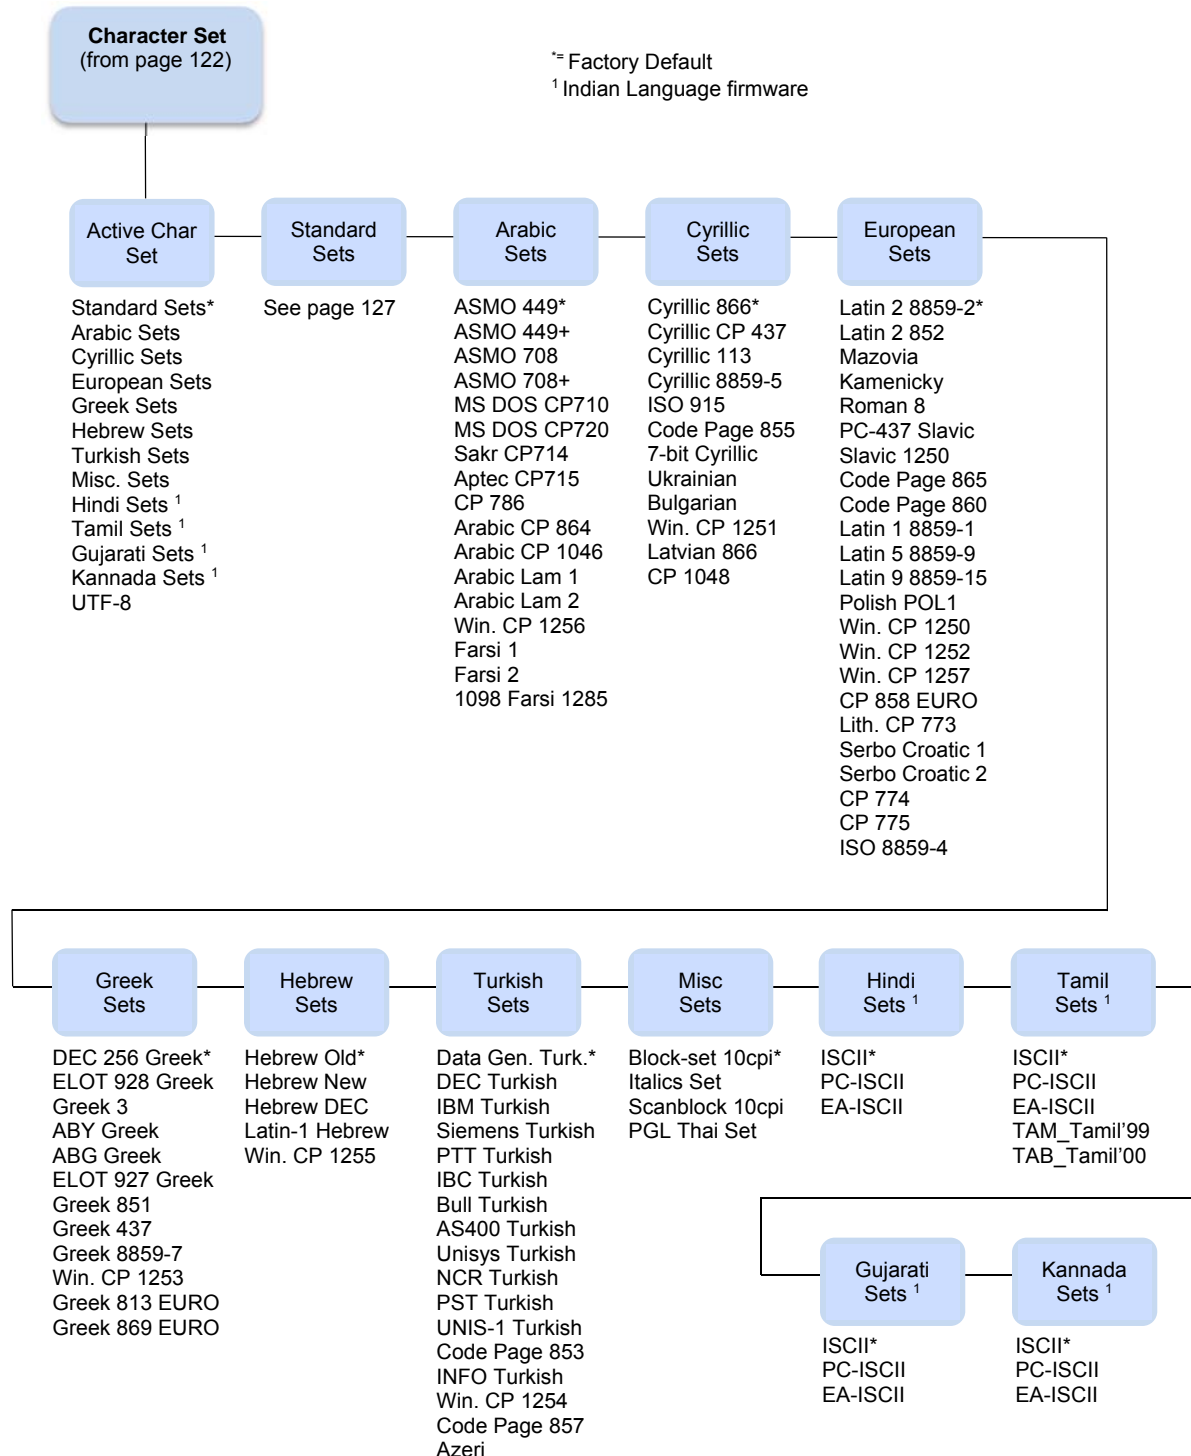 Character Set
(from page 122)
*= Factory Default
1 Indian Language firmware
Active Char
Set
Standard Sets*
Arabic Sets
Cyrillic Sets
European Sets
Greek Sets
Hebrew Sets
Turkish Sets
Misc. Sets
Hindi Sets 1
Tamil Sets 1
Gujarati Sets 1
Kannada Sets 1
UTF-8
Standard
Sets
See page 127
Arabic
Sets
ASMO 449*
ASMO 449+
ASMO 708
ASMO 708+
MS DOS CP710
MS DOS CP720
Sakr CP714
Aptec CP715
CP 786
Arabic CP 864
Arabic CP 1046
Arabic Lam 1
Arabic Lam 2
Win. CP 1256
Farsi 1
Farsi 2
1098 Farsi 1285
Cyrillic
Sets
Cyrillic 866*
Cyrillic CP 437
Cyrillic 113
Cyrillic 8859-5
ISO 915
Code Page 855
7-bit Cyrillic
Ukrainian
Bulgarian
Win. CP 1251
Latvian 866
CP 1048
European
Sets
Latin 2 8859-2*
Latin 2 852
Mazovia
Kamenicky
Roman 8
PC-437 Slavic
Slavic 1250
Code Page 865
Code Page 860
Latin 1 8859-1
Latin 5 8859-9
Latin 9 8859-15
Polish POL1
Win. CP 1250
Win. CP 1252
Win. CP 1257
CP 858 EURO
Lith. CP 773
Serbo Croatic 1
Serbo Croatic 2
CP 774
CP 775
ISO 8859-4
Greek
Sets
DEC 256 Greek*
ELOT 928 Greek
Greek 3
ABY Greek
ABG Greek
ELOT 927 Greek
Greek 851
Greek 437
Greek 8859-7
Win. CP 1253
Greek 813 EURO
Greek 869 EURO
Hebrew
Sets
Hebrew Old*
Hebrew New
Hebrew DEC
Latin-1 Hebrew
Win. CP 1255
Turkish
Sets
Data Gen. Turk.*
DEC Turkish
IBM Turkish
Siemens Turkish
PTT Turkish
IBC Turkish
Bull Turkish
AS400 Turkish
Unisys Turkish
NCR Turkish
PST Turkish
UNIS-1 Turkish
Code Page 853
INFO Turkish
Win. CP 1254
Code Page 857
Azeri
Misc
Sets
Block-set 10cpi*
Italics Set
Scanblock 10cpi
PGL Thai Set
Hindi
Sets 1
ISCII*
PC-ISCII
EA-ISCII
Tamil
Sets 1
ISCII*
PC-ISCII
EA-ISCII
TAM_Tamil’99
TAB_Tamil’00
Gujarati
Sets 1
ISCII*
PC-ISCII
EA-ISCII
Kannada
Sets 1
ISCII*
PC-ISCII
EA-ISCII